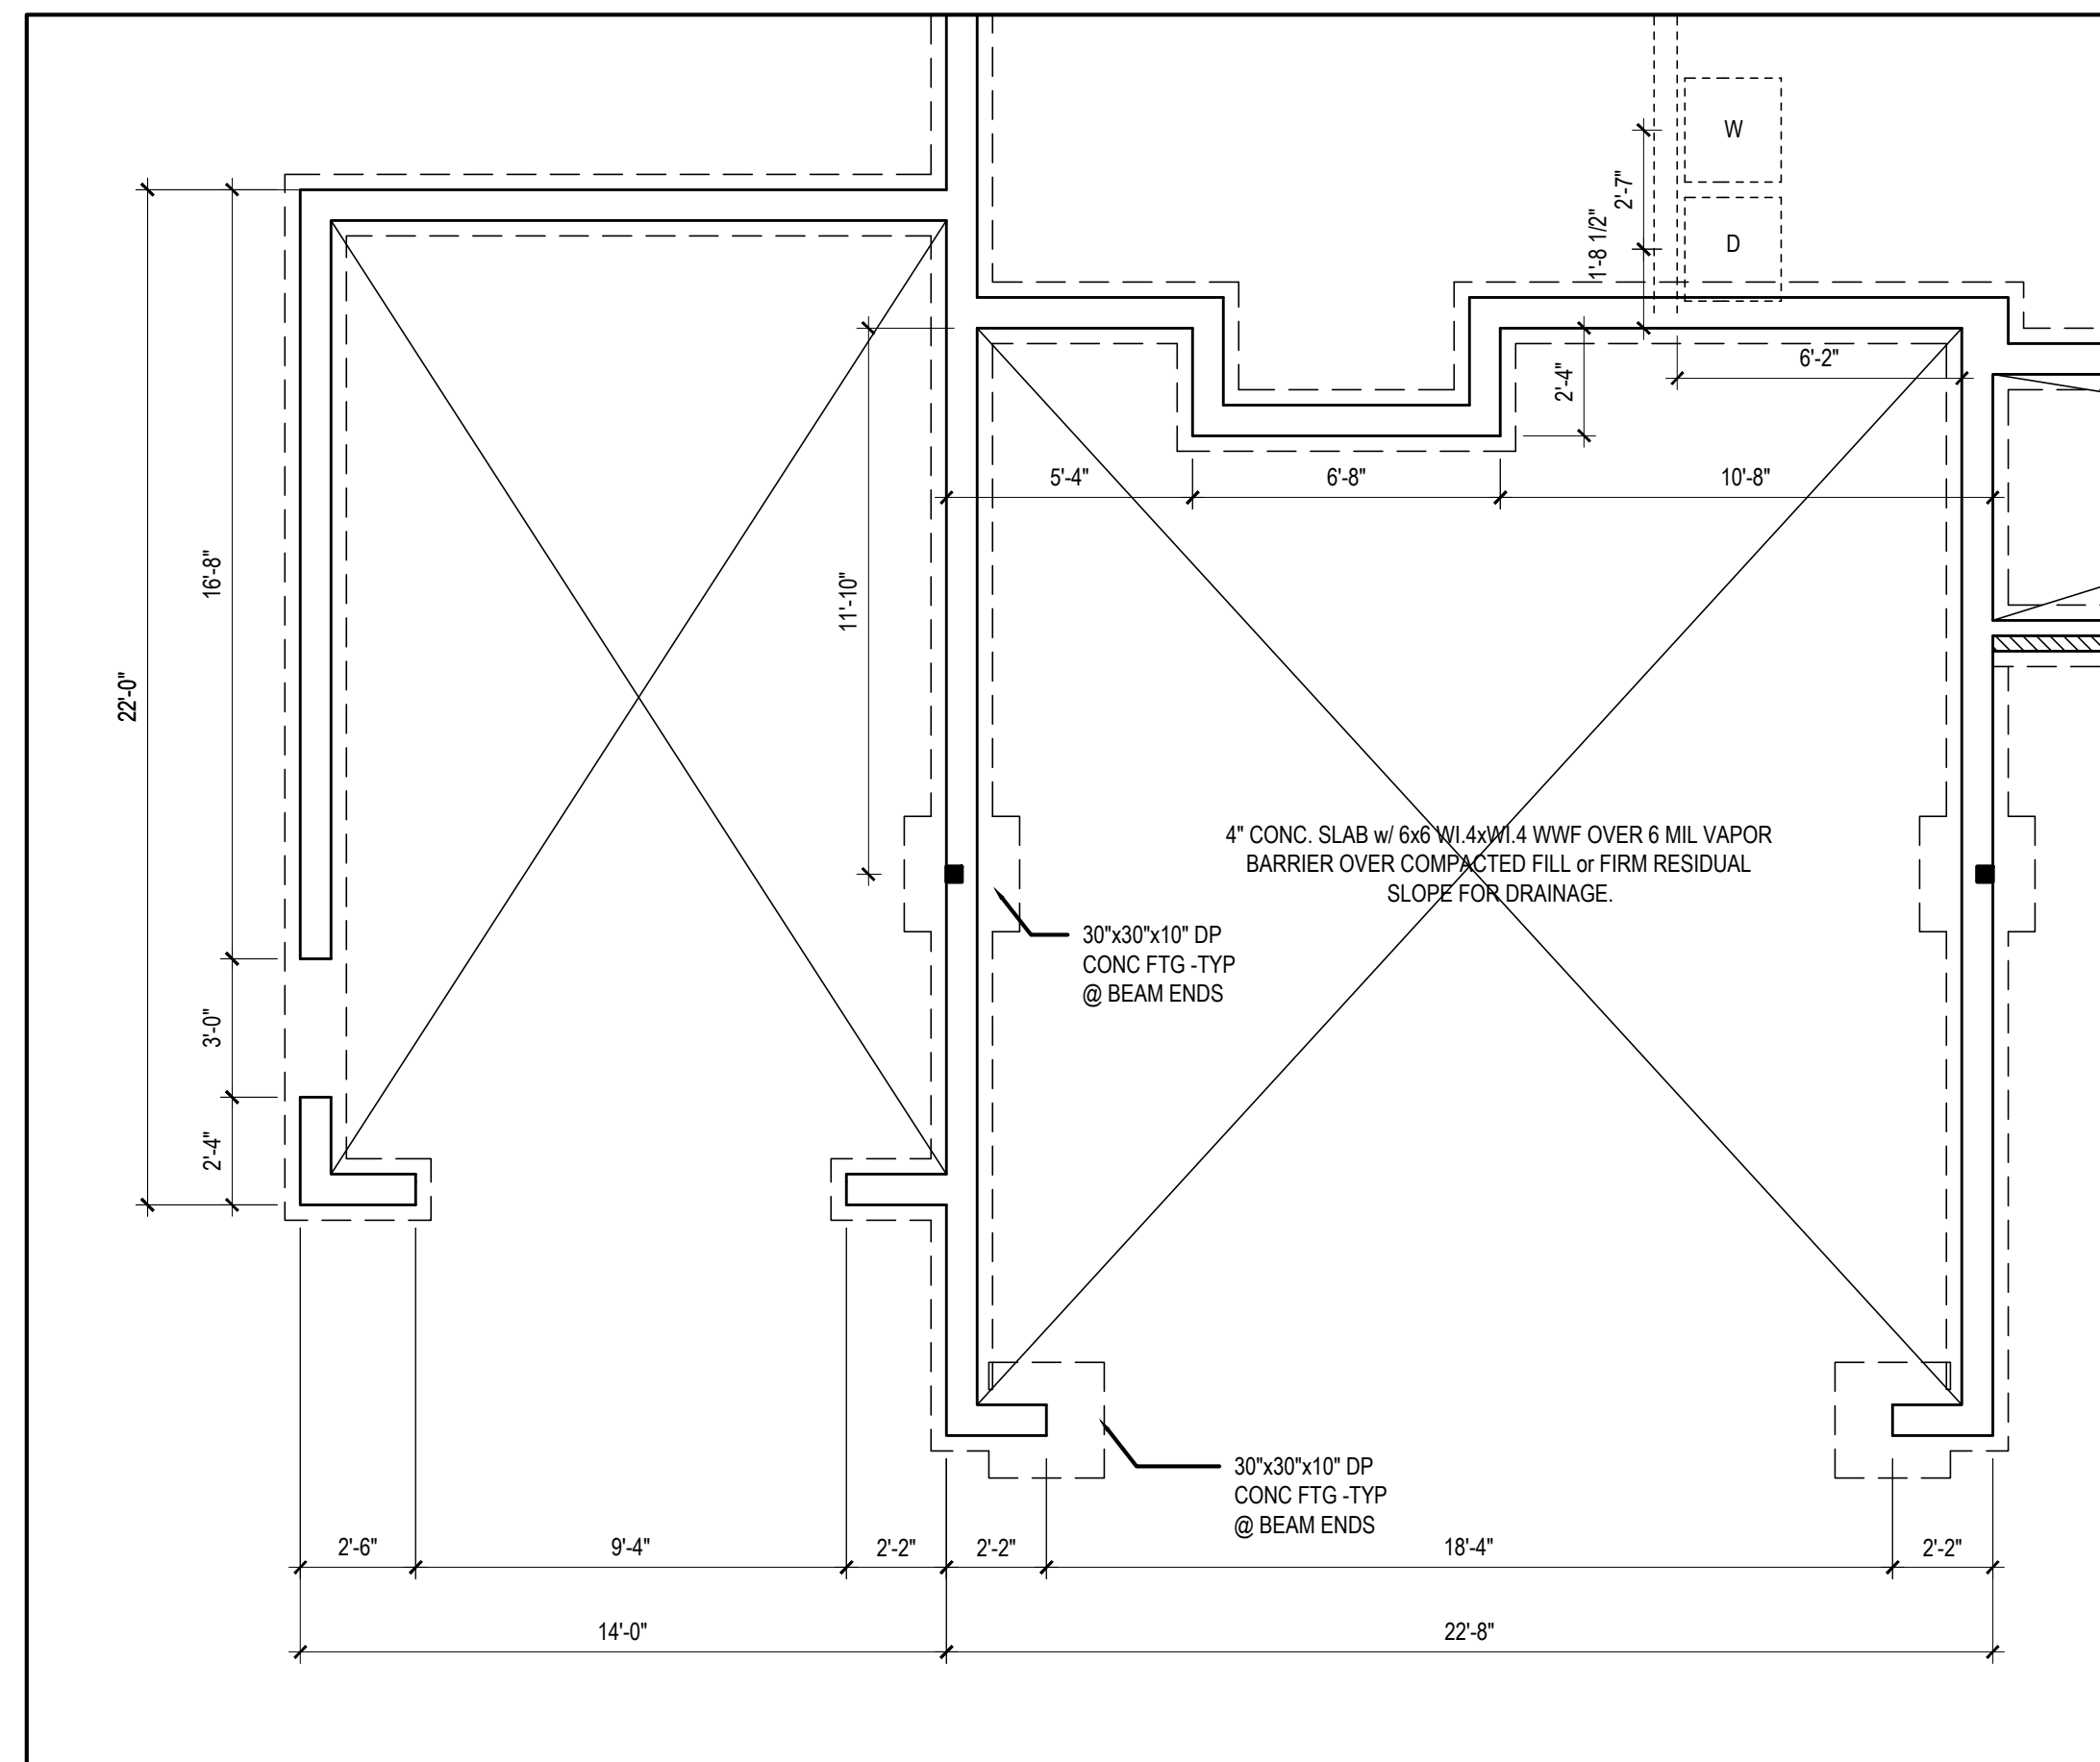 W
2'-7"
D
1'-8 1/2"
6'-2"
2'-4"
5'-4"
6'-8"
10'-8"
16'-8"
11'-10"
22'-0"
4" CONC. SLAB w/ 6x6 WI.4xWI.4 WWF OVER 6 MIL VAPOR
BARRIER OVER COMPACTED FILL or FIRM RESIDUAL
SLOPE FOR DRAINAGE.
30"x30"x10" DP
CONC FTG -TYP
@ BEAM ENDS
3'-0"
2'-4"
30"x30"x10" DP
CONC FTG -TYP
@ BEAM ENDS
2'-6"
9'-4"
2'-2"
2'-2"
18'-4"
2'-2"
14'-0"
22'-8"